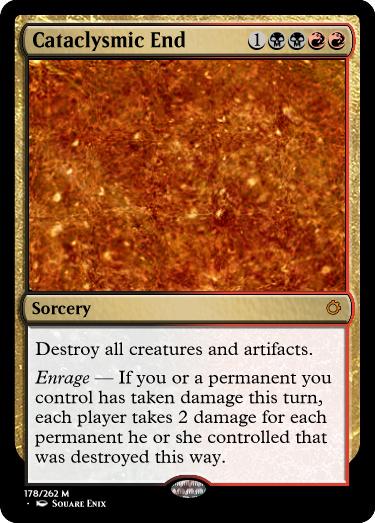 Cataclysmic End 1
Sorcery
Destroy all creatures and artifacts.
Enrage — If you or a permanent you
control has taken damage this turn,
each player takes 2 damage for each
permanent he or she controlled that
was destroyed this way.
178/262 M
· Square Enix